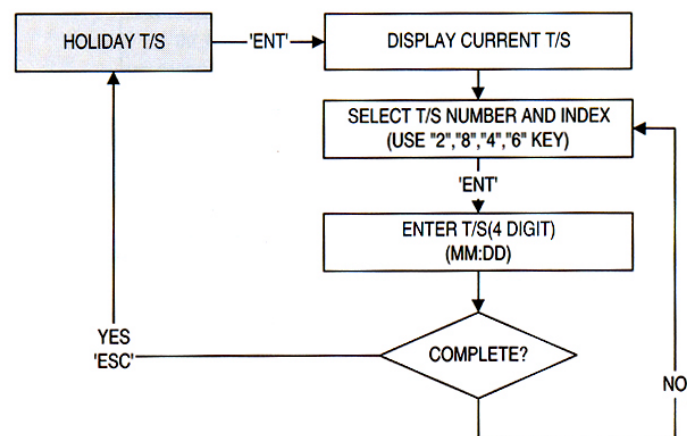 HOLIDAY T/S
'ENT'
DISPLAY CURRENT T/S
SELECT T/S NUMBER AND INDEX
(USE "2","8","4","6" KEY)
'ENT'
ENTER T/S(4 DIGIT)
(MM:DD)
YES
'ESC'
COMPLETE?
NO